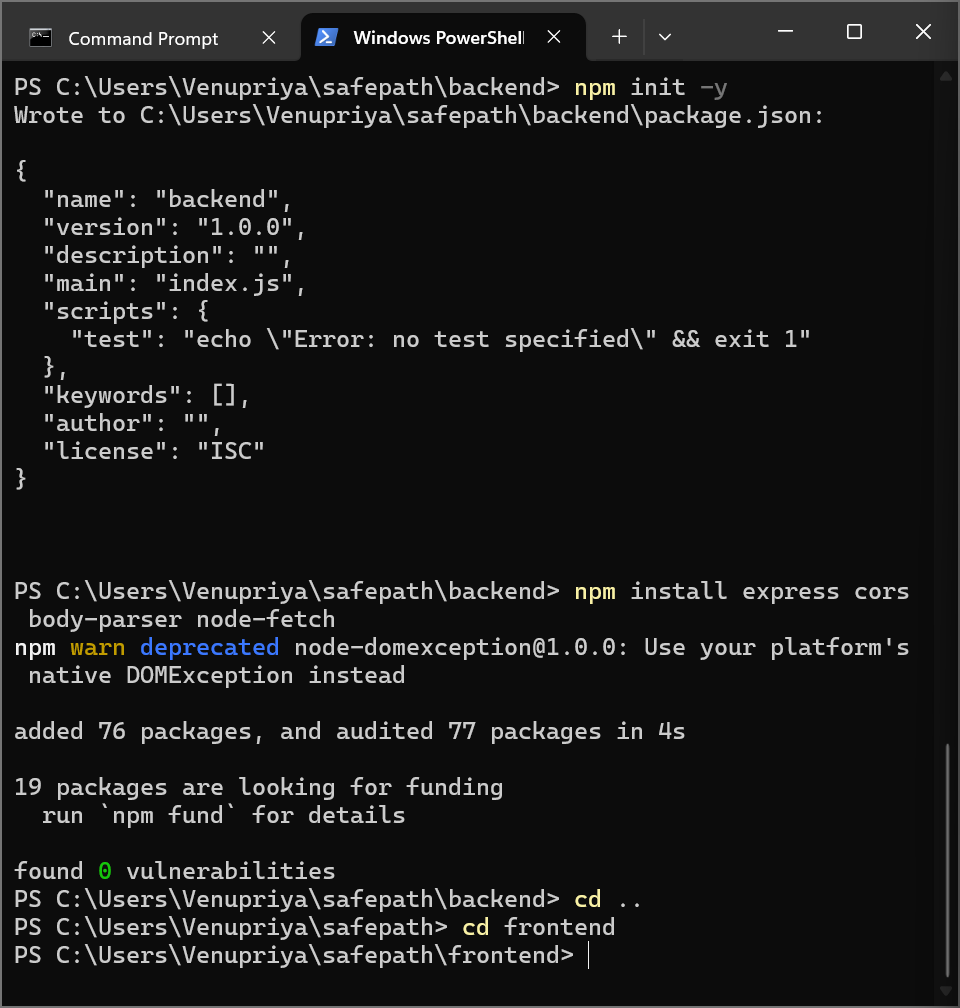 Command Prompt
Windows PowerShell
PS C:\Users\Venupriya\safepath\backend> npm init -y
Wrote to C:\Users\Venupriya\safepath\backend\package.json:
{
  "name": "backend",
  "version": "1.0.0",
  "description": "",
  "main": "index.js",
  "scripts": {
    "test": "echo \"Error: no test specified\" && exit 1"
  },
  "keywords": [],
  "author": "",
  "license": "ISC"
}
PS C:\Users\Venupriya\safepath\backend> npm install express cors
 body-parser node-fetch
npm warn deprecated node-domexception@1.0.0: Use your platform's
 native DOMException instead
added 76 packages, and audited 77 packages in 4s
19 packages are looking for funding
  run `npm fund` for details
found 0 vulnerabilities
PS C:\Users\Venupriya\safepath\backend> cd ..
PS C:\Users\Venupriya\safepath> cd frontend
PS C:\Users\Venupriya\safepath\frontend>